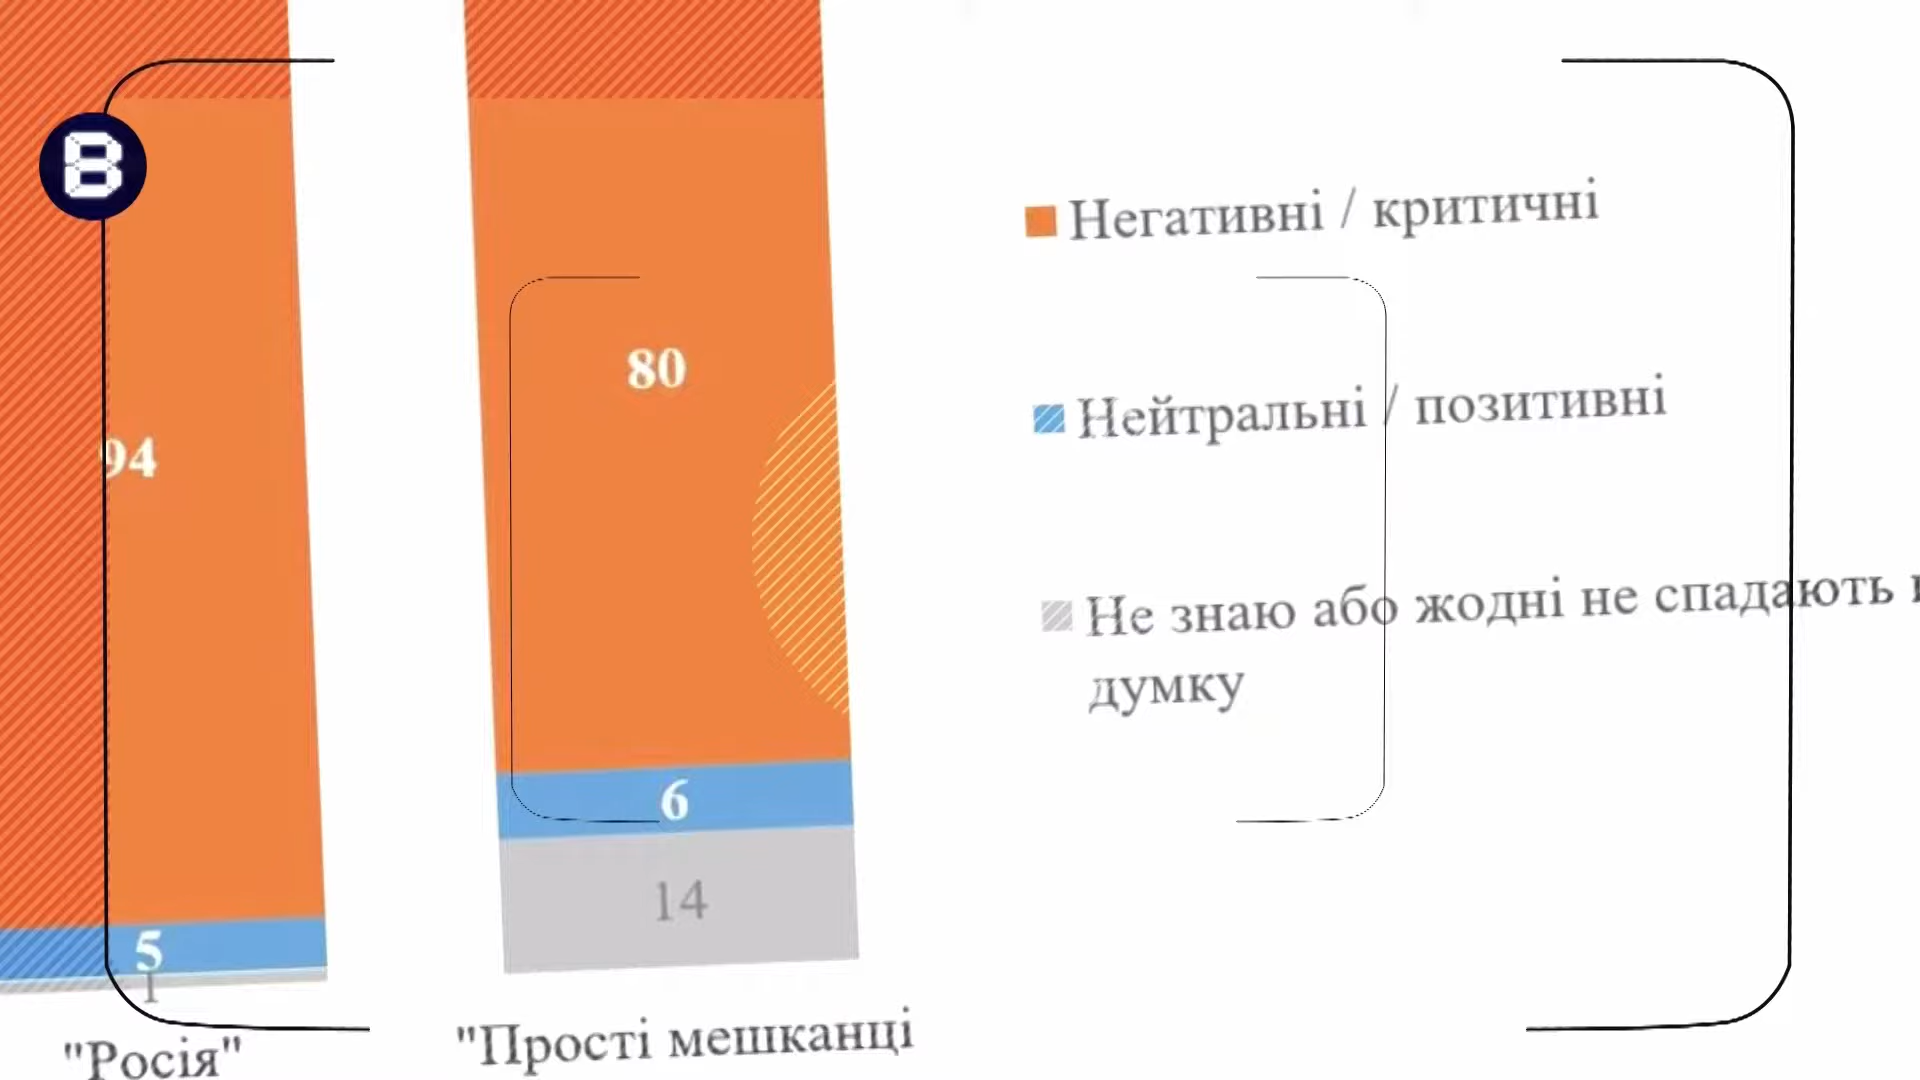 B
94
80
Негативні / критичні
Нейтральні / позитивні
Не знаю або жодні не спадають
думку
6
14
5
1
"Росія"
"Прості мешканці